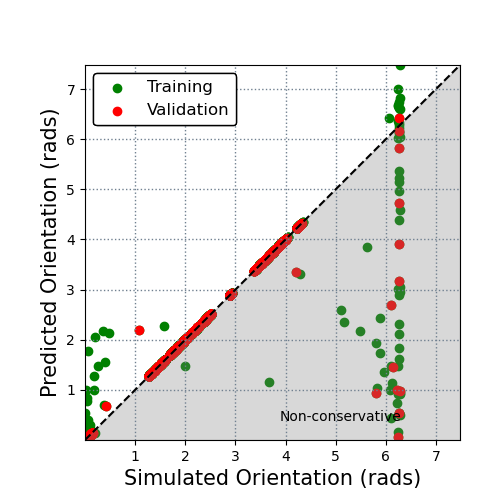 Training
Validation
Predicted Orientation (rads)
7
6
5
4
3
2
1
Non-conservative
1 2 3 4 5 6 7
Simulated Orientation (rads)